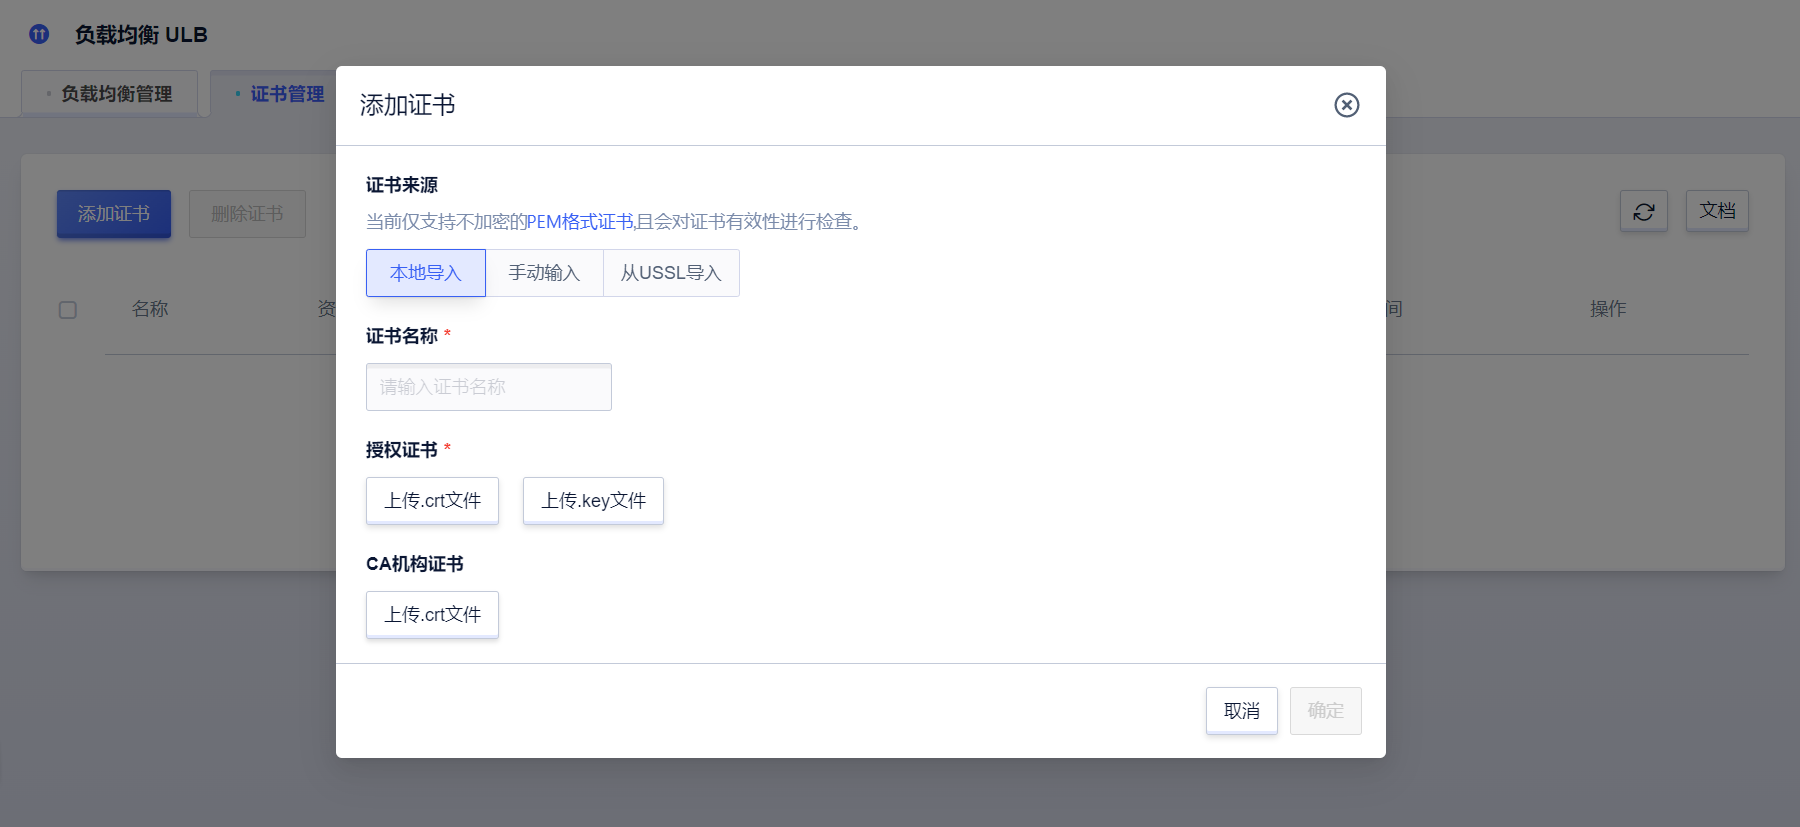 负载均衡 ULB
负载均衡管理
证书管理
添加证书
证书来源
当前仅支持不加密的PEM格式证书,且会对证书有效性进行检查。
添加证书
删除证书
文档
本地导入
手动输入
从USSL导入
名称
资
间
操作
证书名称 *
请输入证书名称
授权证书 *
上传.crt文件
上传.key文件
CA机构证书
上传.crt文件
取消
确定